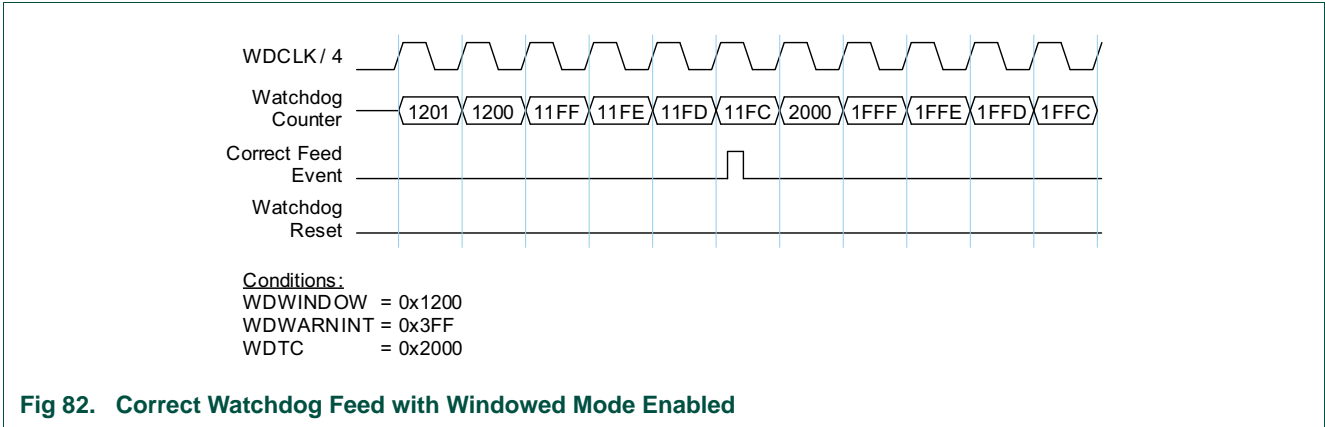 WDCLK / 4
Watchdog
Counter
1201 1200 11FF 11FE 11FD 11FC 2000 1FFF 1FFE 1FFD 1FFC
Correct Feed
Event
Watchdog
Reset
Conditions:
WDWINDOW = 0x1200
WDWARNINT = 0x3FF
WDTC = 0x2000
Fig 82. Correct Watchdog Feed with Windowed Mode Enabled